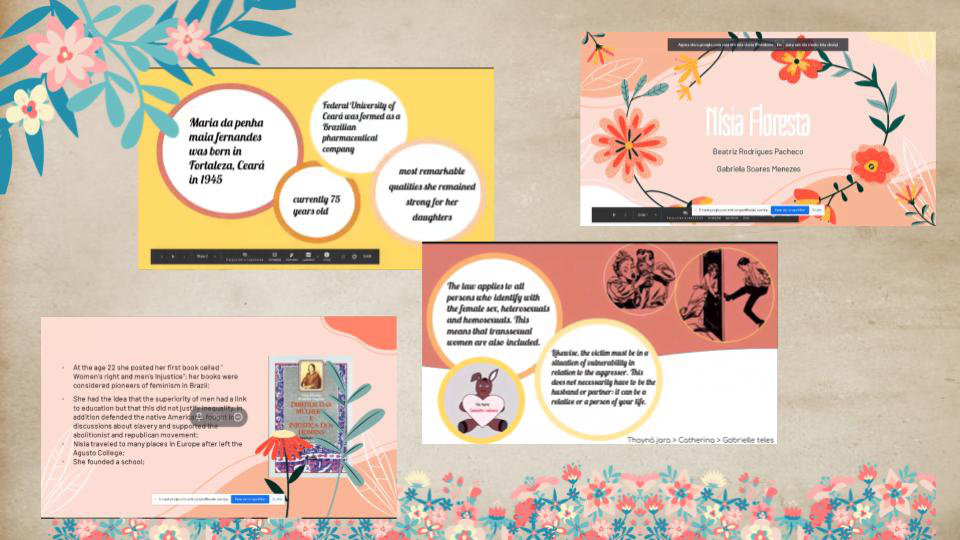 Maria da penha
maia fernandes
was born in
Fortaleza, Ceará
in 1945
Federal University of
Ceará was formed as a
Brazilian
pharmaceutical
company
currently 75
years old
most remarkable
qualities she remained
strong for her
daughters
Nísia Floresta
Beatriz Rodrigues Pacheco
Gabriela Soares Menezes
The law applies to all
persons who identify with
the female sex, heterosexuals
and homosexuals. This
means that transsexual
women are also included.
Likewise, the victim must be in a
situation of vulnerability in
relation to the aggressor. This
does not necessarily have to be the
husband or partner: it can be a
relative or a person of your life.
Thayná jara > Catherina > Gabrielle teles
At the age 22 she posted her first book called "
Women's right and men's injustice"; her books were
considered pioneers of feminism in Brazil;
She had the idea that the superiority of men had a link
to education but that this did not justify inequality. In
addition defended the native American, fought in
discussions about slavery and supported the
abolitionist and republican movement;
Nísia traveled to many places in Europe after left the
Agusto College;
She founded a school;
DIREITOS DAS
MULHERES E
INJUSTIÇA DOS
HOMENS